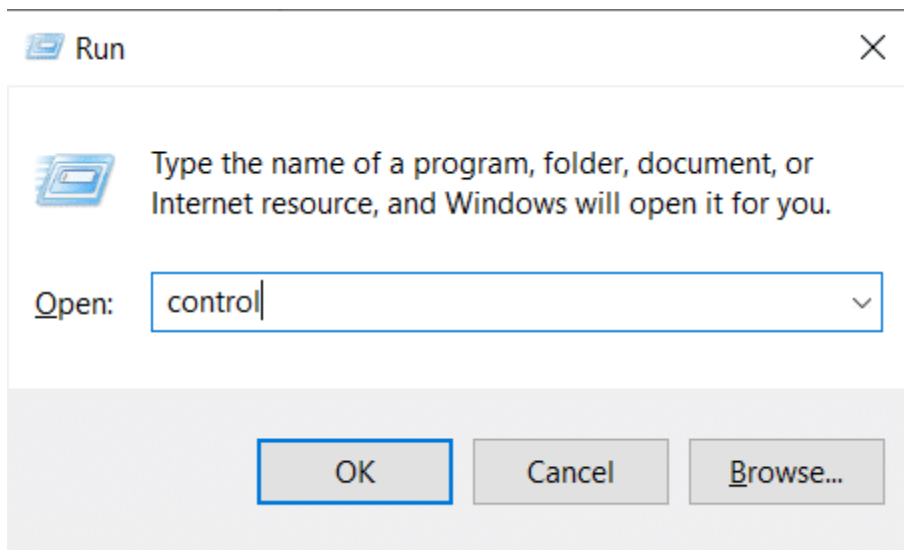 Run
Type the name of a program, folder, document, or
Internet resource, and Windows will open it for you.
Open: control
OK Cancel Browse...